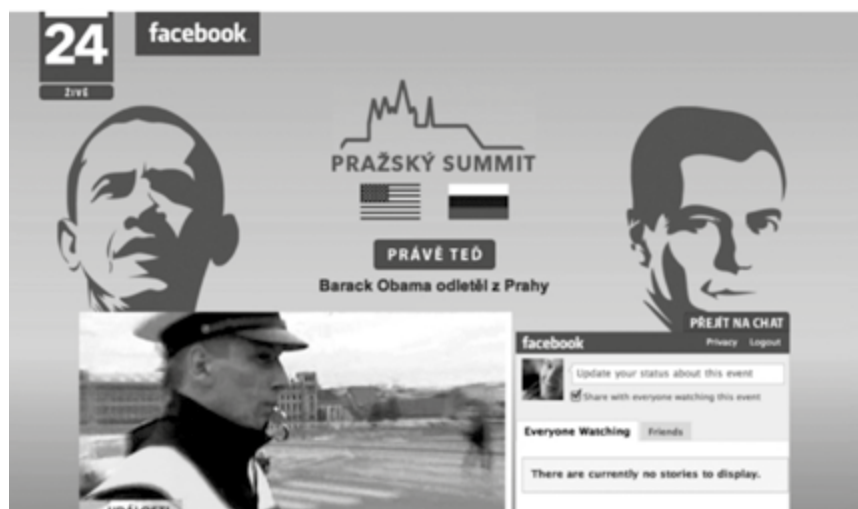 24
ŽIVĚ
facebook
PRAŽSKÝ SUMMIT
PRÁVĚ TEĎ
Barack Obama odletěl z Prahy
PŘEJÍT NA CHAT
facebook
Privacy Logout
Update your status about this event
Share with everyone watching this event
Everyone Watching Friends
There are currently no stories to display.